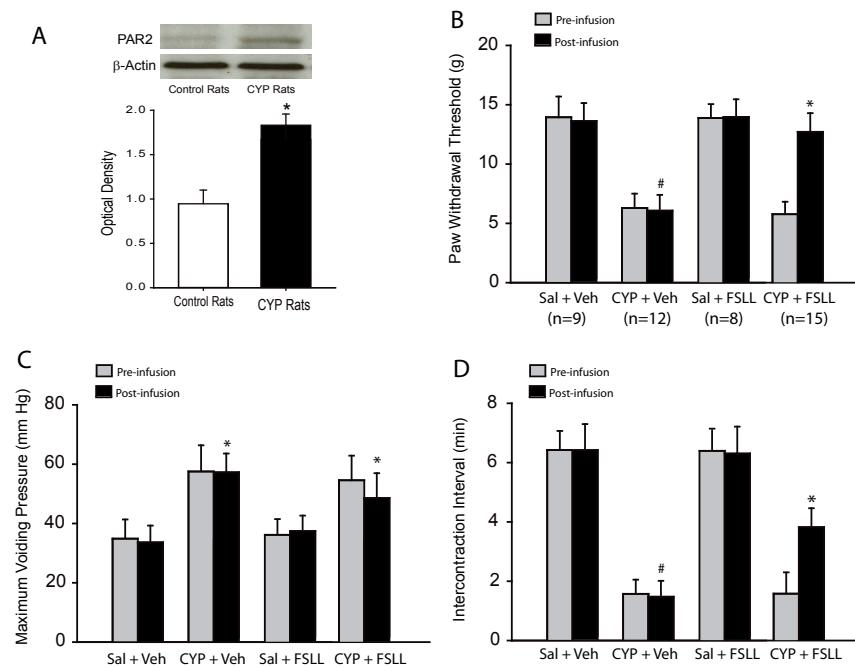 A
PAR2
β-Actin
Control Rats CYP Rats
*
2.0
1.5
1.0
0.5
0.0
Optical Density
Control Rats CYP Rats
B
Pre-infusion
Post-infusion
20
15
10
5
0
Paw Withdrawal Threshold (g)
#
*
Sal + Veh CYP + Veh Sal + FSLL CYP + FSLL
(n=9) (n=12) (n=8) (n=15)
C
Pre-infusion
Post-infusion
80
60
40
20
0
Maximum Voiding Pressure (mm Hg)
*
*
Sal + Veh CYP + Veh Sal + FSLL CYP + FSLL
D
Pre-infusion
Post-infusion
8
6
4
2
0
Intercontraction Interval (min)
#
*
Sal + Veh CYP + Veh Sal + FSLL CYP + FSLL